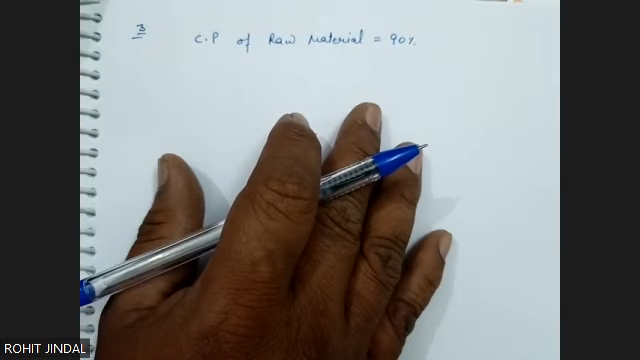 3
C.P of Raw Material = 90%.
ROHIT JINDAL